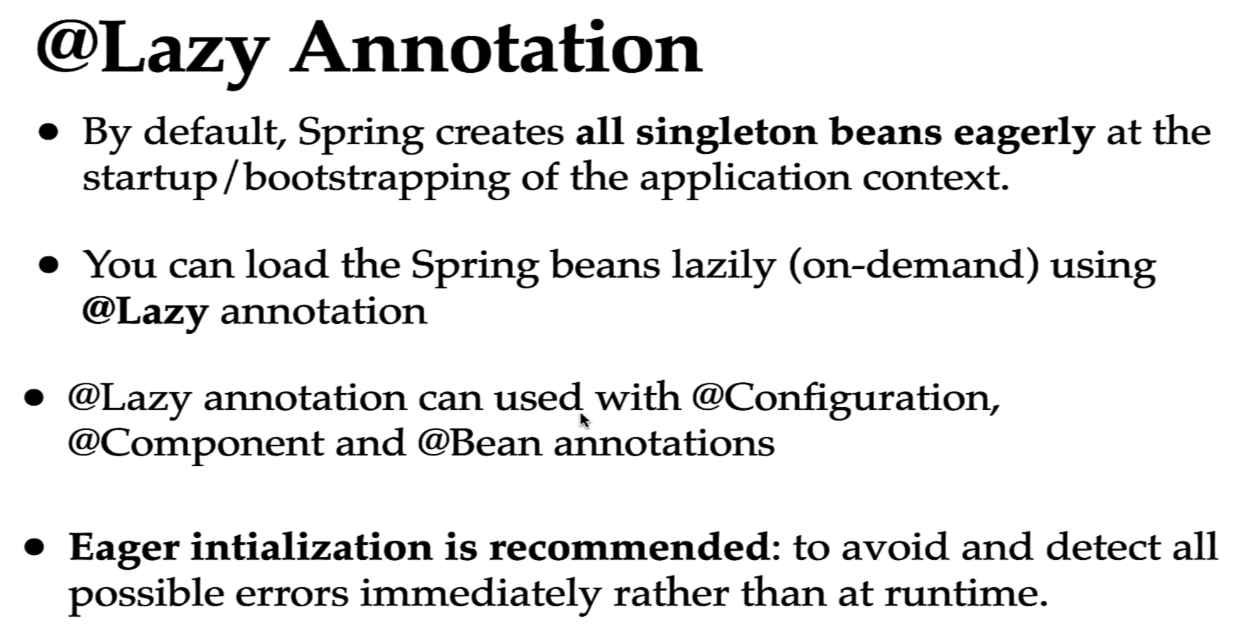 @Lazy Annotation
• By default, Spring creates all singleton beans eagerly at the
startup/bootstrapping of the application context.
• You can load the Spring beans lazily (on-demand) using
@Lazy annotation
• @Lazy annotation can used with @Configuration,
@Component and @Bean annotations
• Eager intialization is recommended: to avoid and detect all
possible errors immediately rather than at runtime.